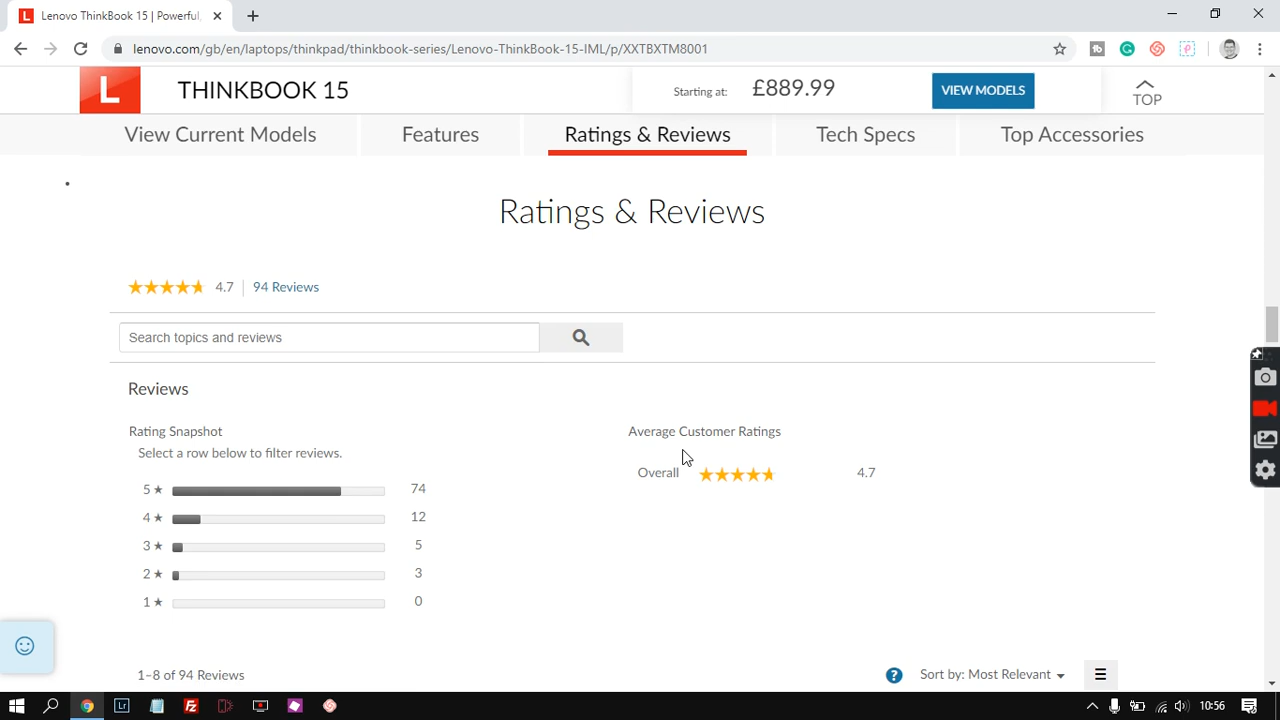 Lenovo ThinkBook 15 | Powerful,
lenovo.com/gb/en/laptops/thinkpad/thinkbook-series/Lenovo-ThinkBook-15-IML/p/XXTBXTM8001
L THINKBOOK 15
Starting at: £889.99 VIEW MODELS
TOP
View Current Models Features Ratings & Reviews Tech Specs Top Accessories
Ratings & Reviews
4.7 94 Reviews
Search topics and reviews
Reviews
Rating Snapshot
Select a row below to filter reviews.
5 ★ 74
4 ★ 12
3 ★ 5
2 ★ 3
1 ★ 0
Average Customer Ratings
Overall 4.7
1–8 of 94 Reviews
? Sort by: Most Relevant
10:56